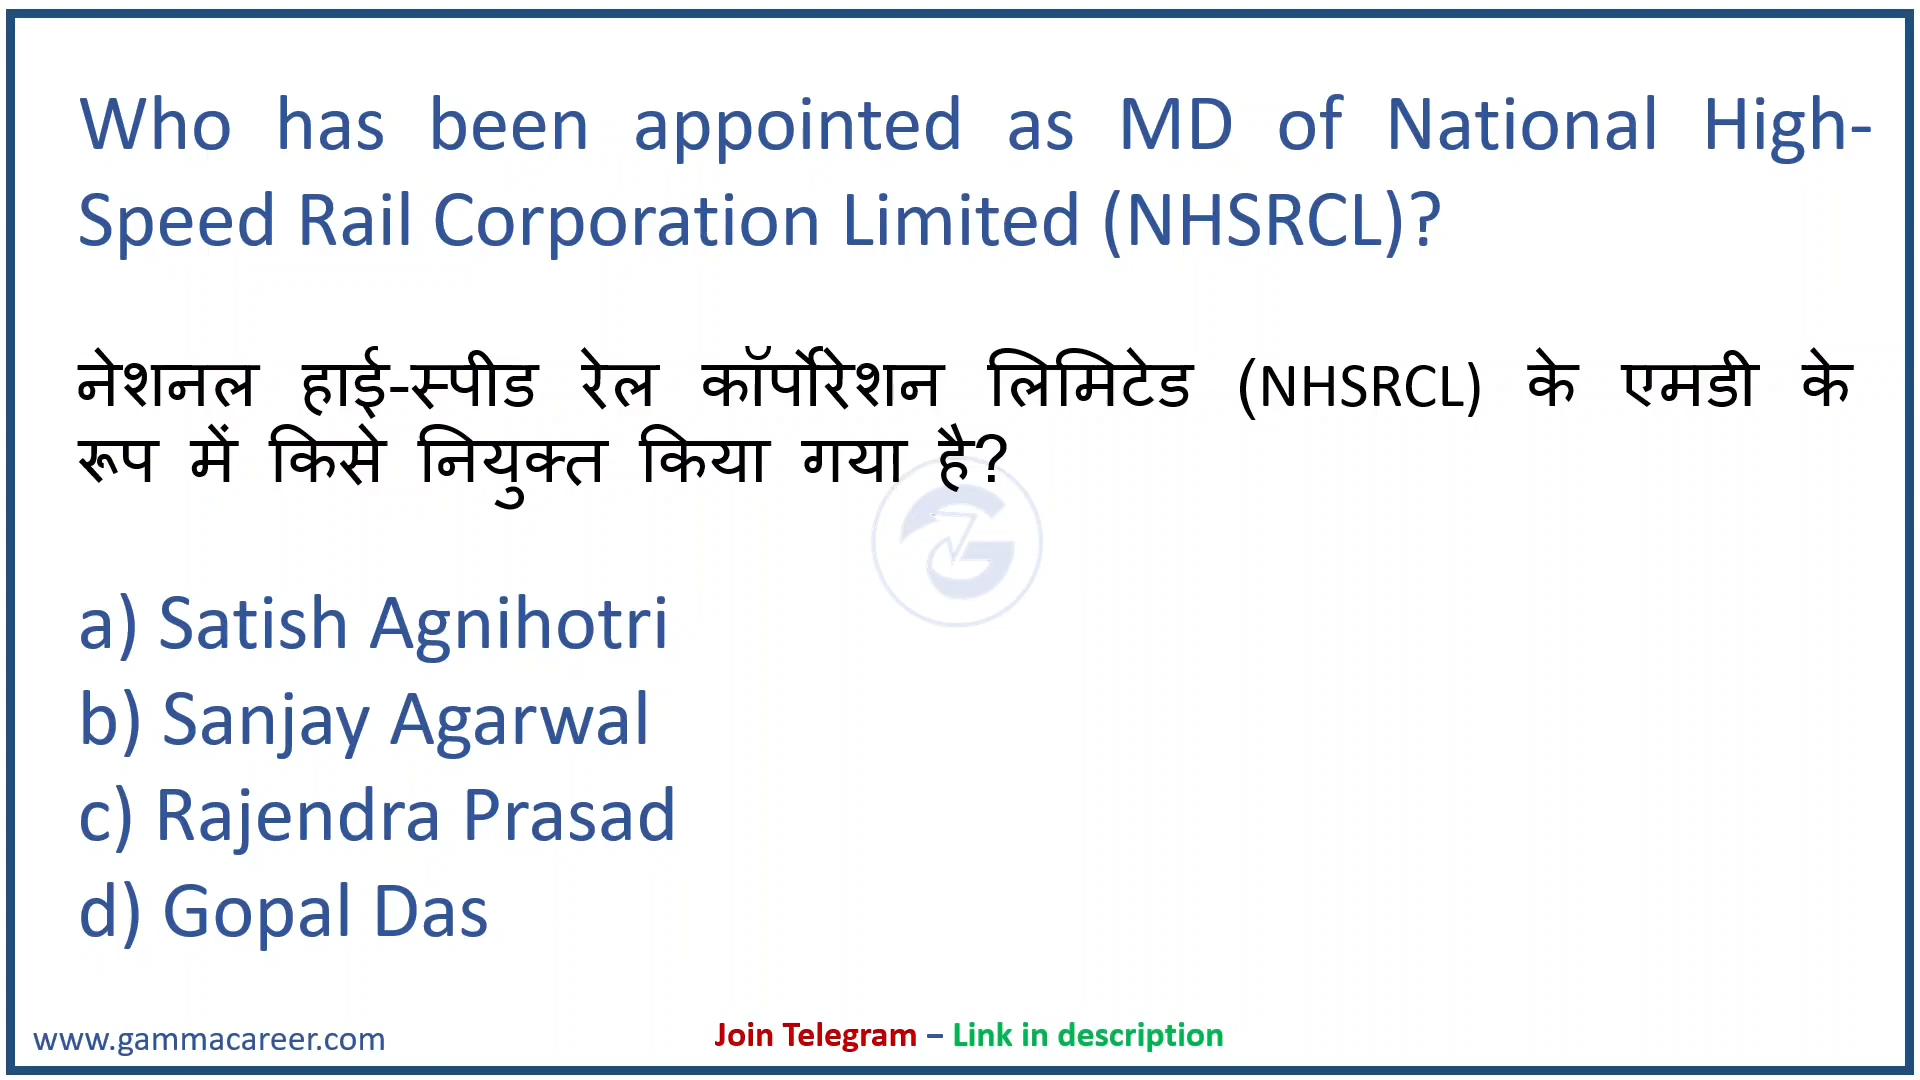 Who has been appointed as MD of National High-
Speed Rail Corporation Limited (NHSRCL)?
नेशनल हाई-स्पीड रेल कॉर्पोरेशन लिमिटेड (NHSRCL) के एमडी के
रूप में किसे नियुक्त किया गया है?
a) Satish Agnihotri
b) Sanjay Agarwal
c) Rajendra Prasad
d) Gopal Das
www.gammacareer.com
Join Telegram – Link in description